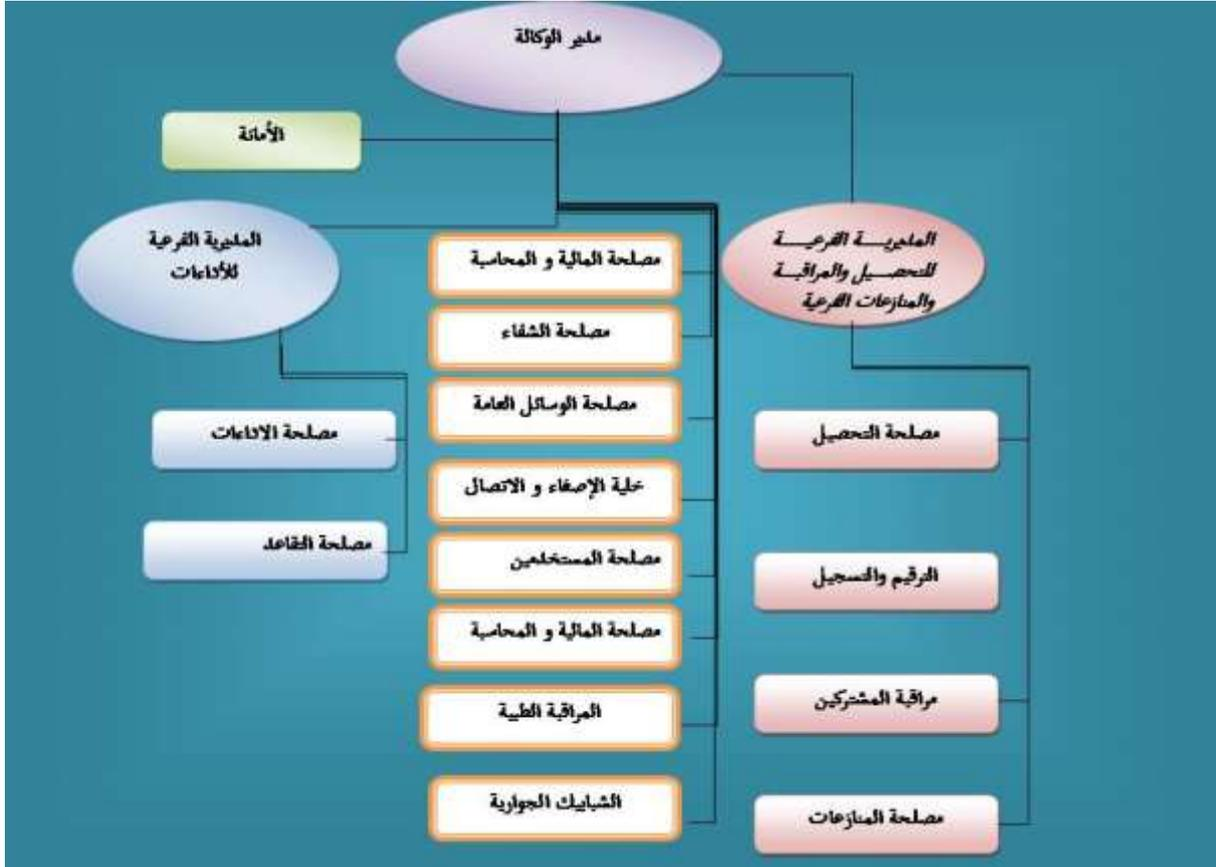 مدير الوكالة
الأمانة
المديرية الفرعية
للتحصيل والمراقبة
والمنازعات الفرعية
المديرية الفرعية
للأداءات
مصلحة المالية و المحاسبة
مصلحة الشفاء
مصلحة الوسائل العامة
خلية الإصغاء و الاتصال
مصلحة المستخدمين
مصلحة المالية و المحاسبة
المراقبة الطبية
الشبابيك الجوارية
مصلحة التحصيل
الترقيم والتسجيل
مراقبة المشتركين
مصلحة المنازعات
مصلحة الاداءات
مصلحة التقاعد